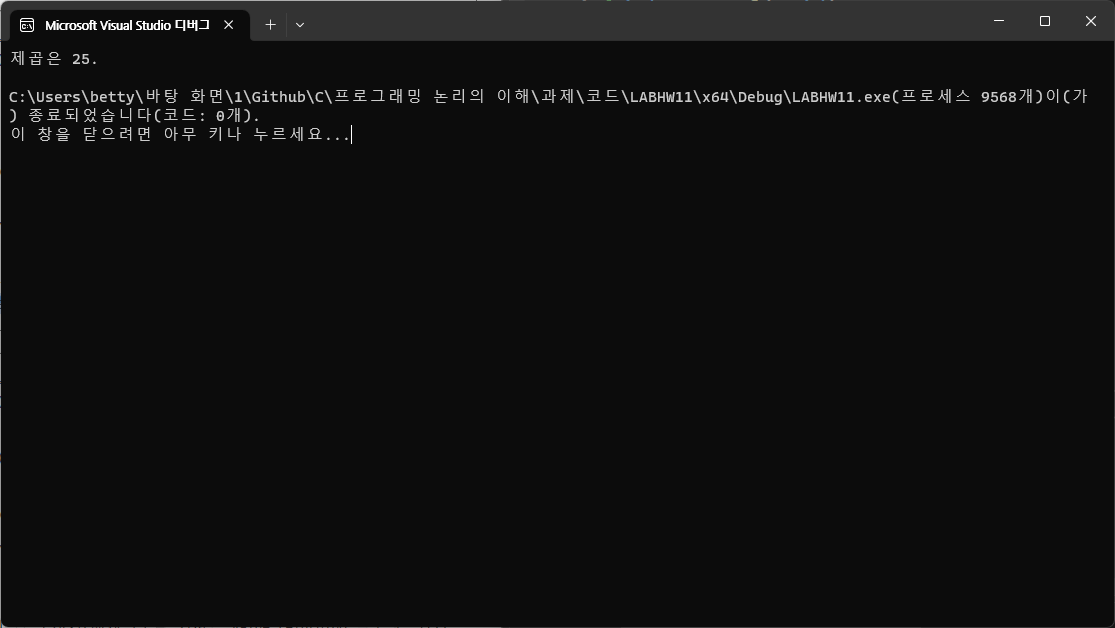 Microsoft Visual Studio 디버그
제곱은 25.
C:\Users\betty\바탕 화면\1\Github\C\프로그래밍 논리의 이해\과제\코드\LABHW11\x64\Debug\LABHW11.exe(프로세스 9568개)이(가
) 종료되었습니다(코드: 0개).
이 창을 닫으려면 아무 키나 누르세요...